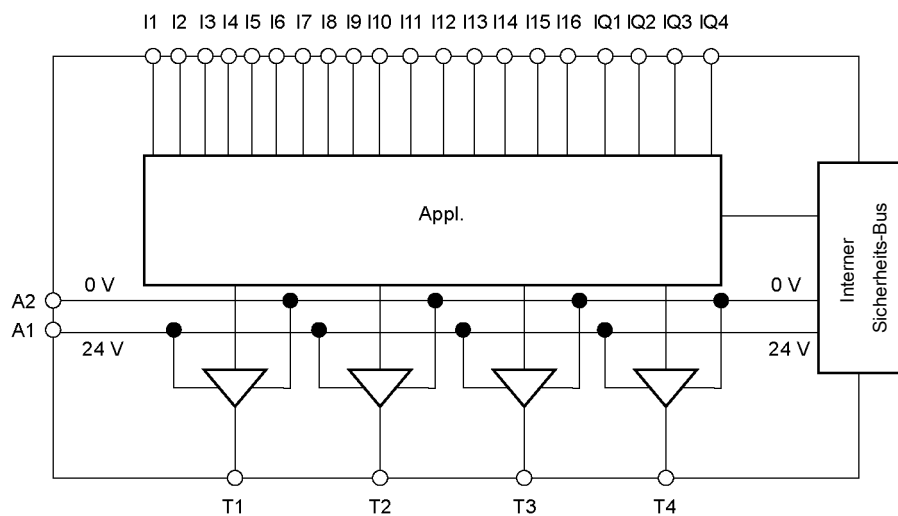 I1 I2 I3 I4 I5 I6 I7 I8 I9 I10 I11 I12 I13 I14 I15 I16 IQ1 IQ2 IQ3 IQ4
Appl.
Interner
Sicherheits-Bus
A2 0 V 0 V
A1 24 V 24 V
T1 T2 T3 T4